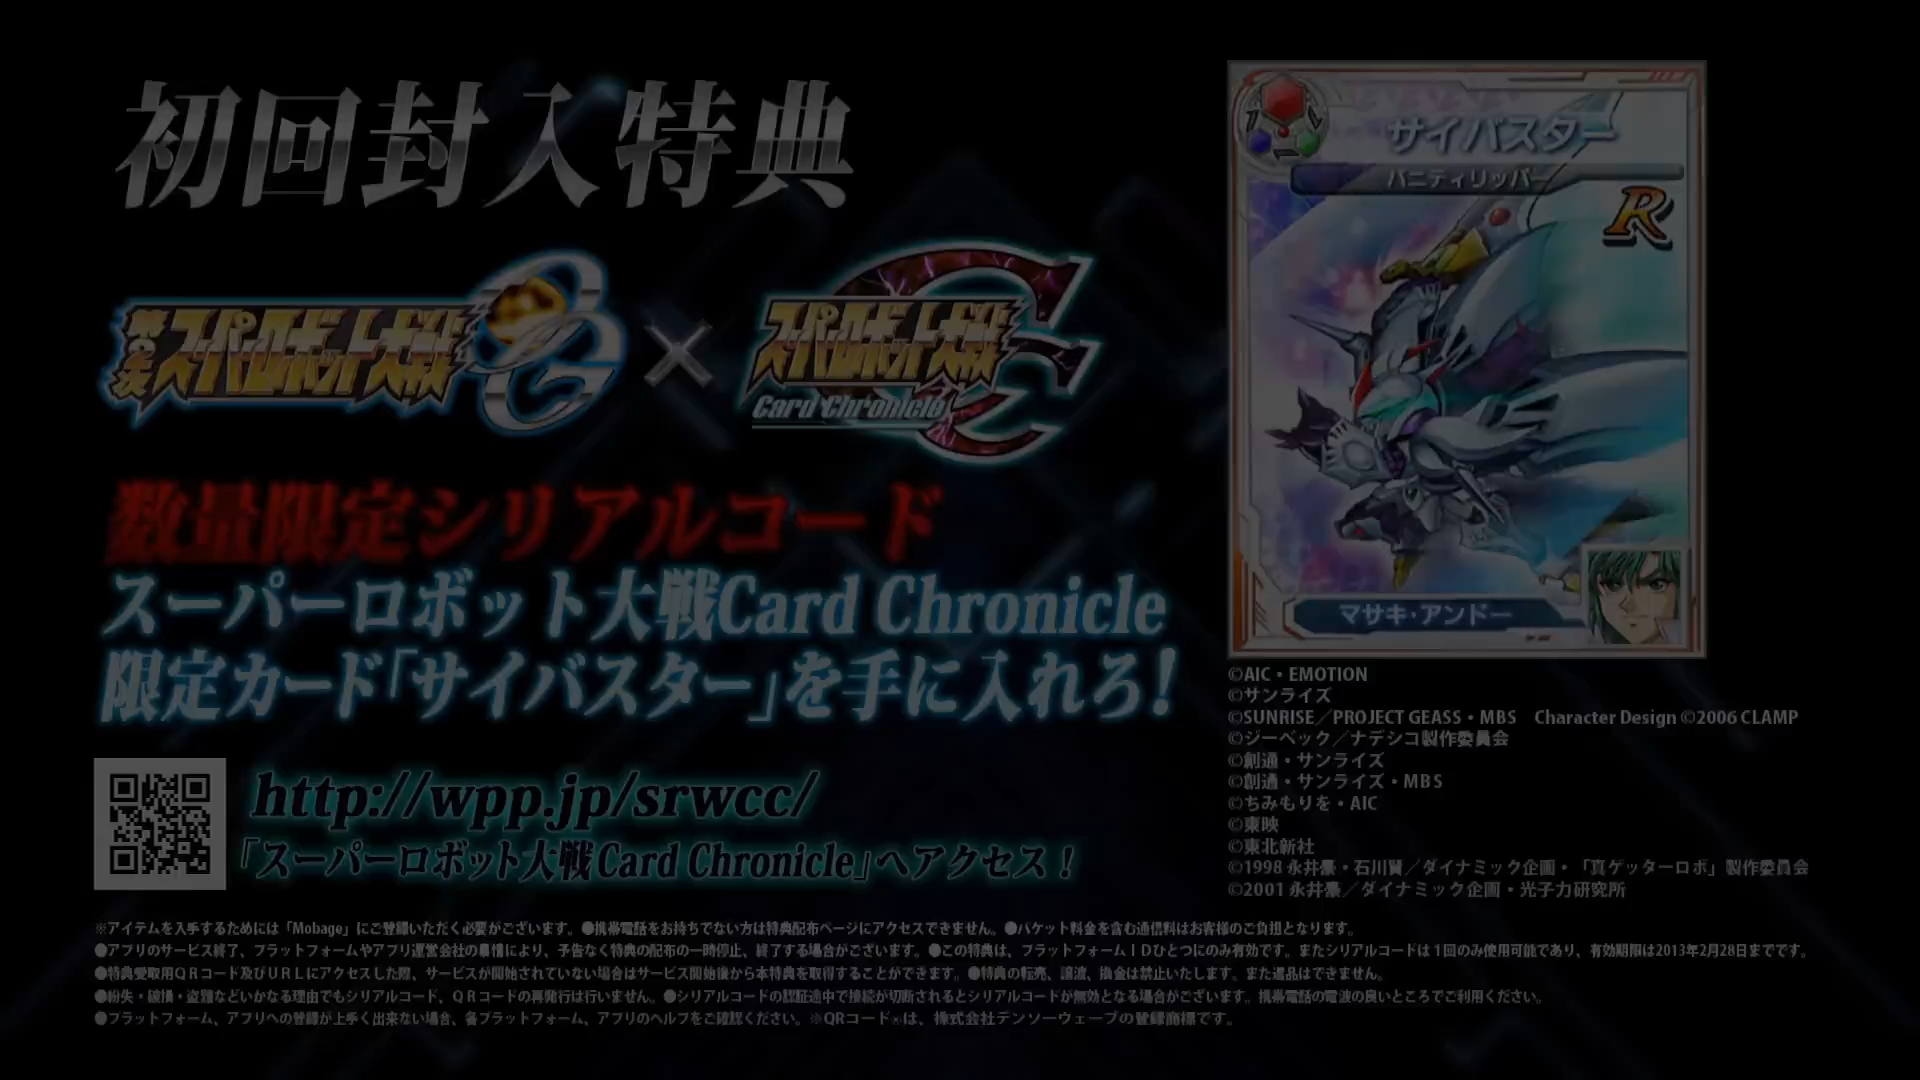 初回封入特典
第2次スーパーロボット大戦OG
×
スーパーロボット大戦
Card Chronicle
数量限定シリアルコード
スーパーロボット大戦Card Chronicle
限定カード「サイバスター」を手に入れろ!
http://wpp.jp/srwcc/
「スーパーロボット大戦Card Chronicle」へアクセス!
サイバスター
バニティリッパー
R
マサキ・アンドー
©AIC・EMOTION
©サンライズ
©SUNRISE／PROJECT GEASS・MBS Character Design ©2006 CLAMP
©ジーベック／ナデシコ製作委員会
©創通・サンライズ
©創通・サンライズ・MBS
©ちみもりを・AIC
©東映
©東北新社
©1998 永井豪・石川賢／ダイナミック企画・「真ゲッターロボ」製作委員会
©2001 永井豪／ダイナミック企画・光子力研究所
※アイテムを入手するためには「Mobage」にご登録いただく必要がございます。●携帯電話をお持ちでない方は特典配布ページにアクセスできません。●パケット料金を含む通信料はお客様のご負担となります。
●アプリのサービス終了、プラットフォームやアプリ運営会社の事情により、予告なく特典の配布の一時停止、終了する場合がございます。●この特典は、プラットフォームＩＤひとつにのみ有効です。またシリアルコードは１回のみ使用可能であり、有効期限は2013年2月28日までです。
●特典受取用ＱＲコード及びＵＲＬにアクセスした際、サービスが開始されていない場合はサービス開始後から本特典を取得することができます。●特典の転売、譲渡、換金は禁止いたします。また返品はできません。
●紛失・破損・盗難などいかなる理由でもシリアルコード、ＱＲコードの再発行は行いません。●シリアルコードの認証途中で接続が切断されるとシリアルコードが無効となる場合がございます。携帯電話の電波の良いところでご利用ください。
●プラットフォーム、アプリへの登録が上手く出来ない場合、各プラットフォーム、アプリのヘルプをご確認ください。※QRコード®は、株式会社デンソーウェーブの登録商標です。